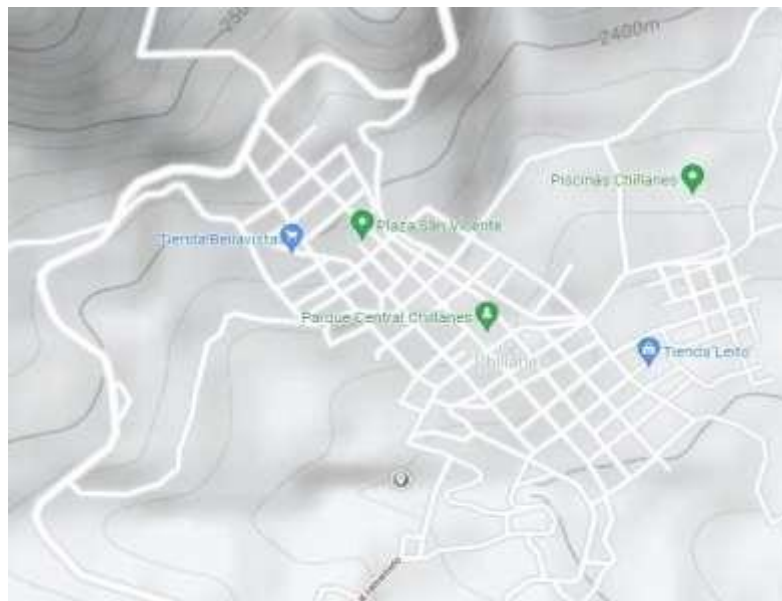 2400m
Piscinas Chillanes
Plaza San Vicente
Tienda Bellavista
Parque Central Chillanes
Tienda Leito